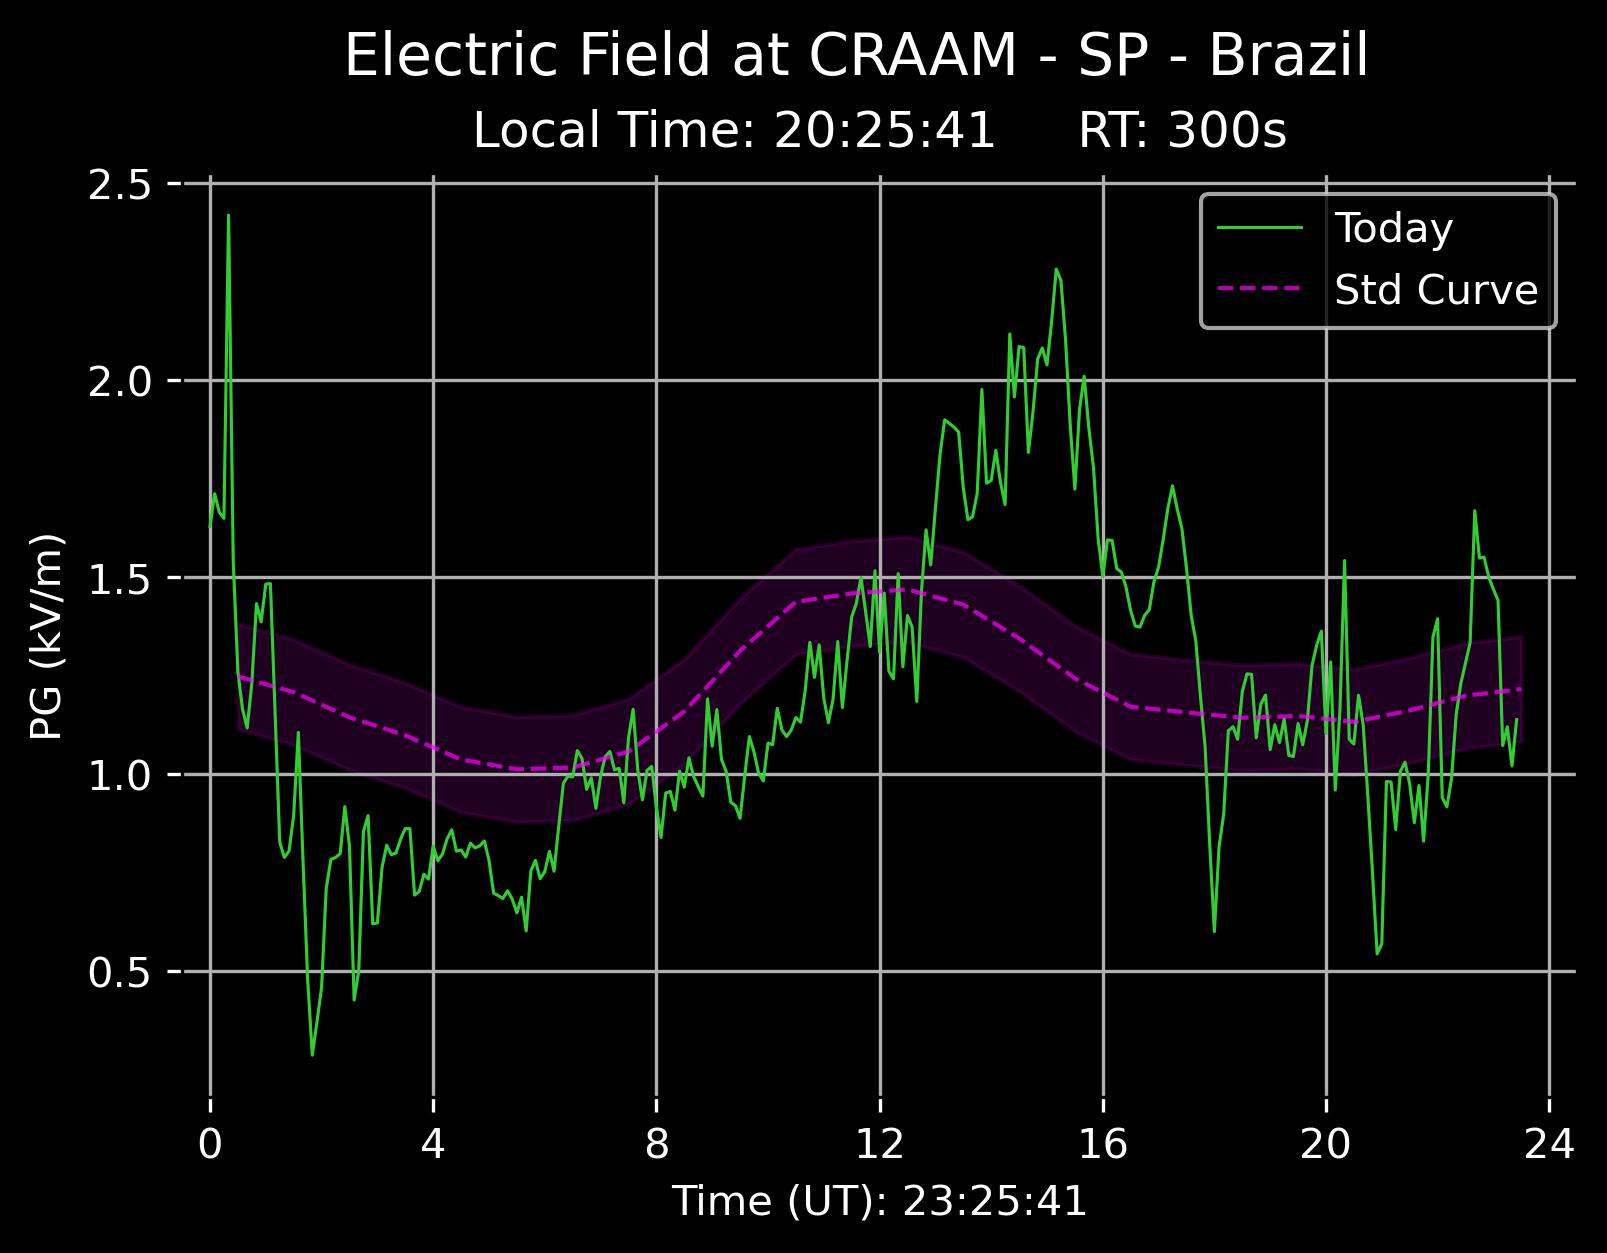 Electric Field at CRAAM - SP - Brazil
Local Time: 20:25:41 RT: 300s
2.5
2.0
1.5
1.0
0.5
PG (kV/m)
Today
Std Curve
0 4 8 12 16 20 24
Time (UT): 23:25:41